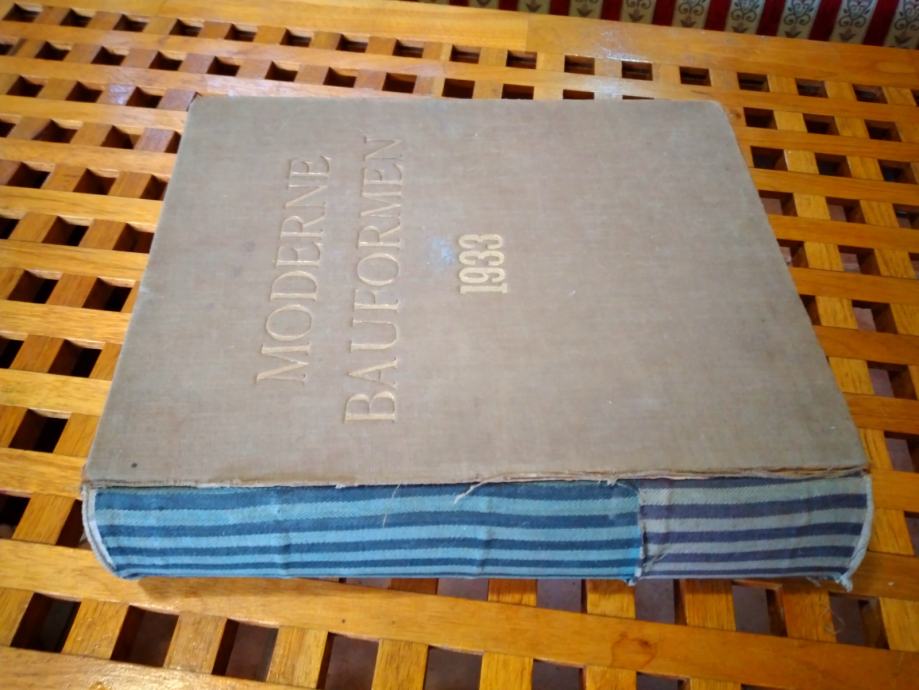 MODERNE
BAUFORMEN
1933